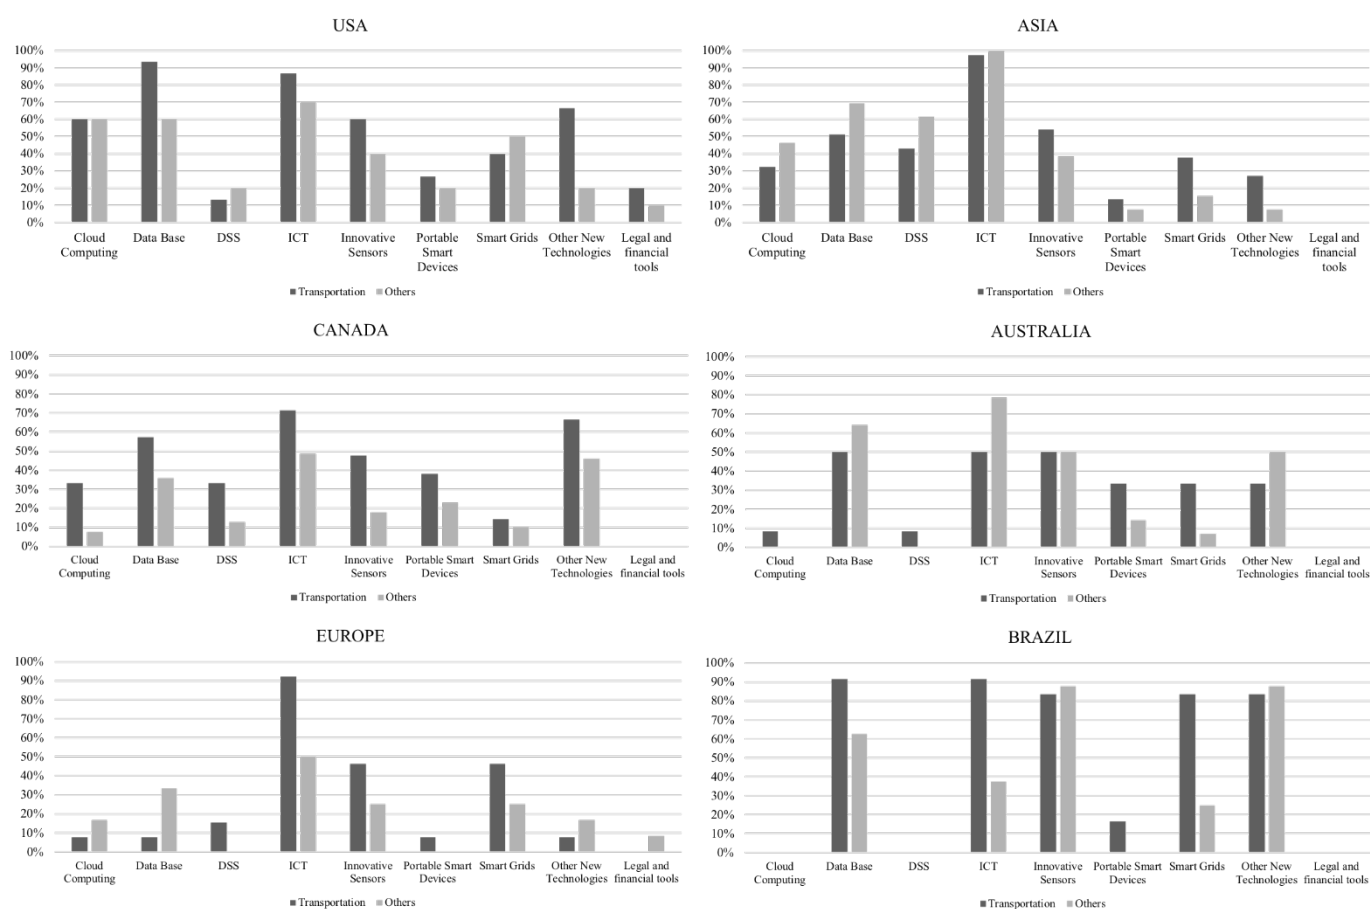 USA
100%
90%
80%
70%
60%
50%
40%
30%
20%
10%
0%
Cloud Computing
Data Base
DSS
ICT
Innovative Sensors
Portable Smart Devices
Smart Grids
Other New Technologies
Legal and financial tools
Transportation
Others
ASIA
100%
90%
80%
70%
60%
50%
40%
30%
20%
10%
0%
Cloud Computing
Data Base
DSS
ICT
Innovative Sensors
Portable Smart Devices
Smart Grids
Other New Technologies
Legal and financial tools
Transportation
Others
CANADA
100%
90%
80%
70%
60%
50%
40%
30%
20%
10%
0%
Cloud Computing
Data Base
DSS
ICT
Innovative Sensors
Portable Smart Devices
Smart Grids
Other New Technologies
Legal and financial tools
Transportation
Others
AUSTRALIA
100%
90%
80%
70%
60%
50%
40%
30%
20%
10%
0%
Cloud Computing
Data Base
DSS
ICT
Innovative Sensors
Portable Smart Devices
Smart Grids
Other New Technologies
Legal and financial tools
Transportation
Others
EUROPE
100%
90%
80%
70%
60%
50%
40%
30%
20%
10%
0%
Cloud Computing
Data Base
DSS
ICT
Innovative Sensors
Portable Smart Devices
Smart Grids
Other New Technologies
Legal and financial tools
Transportation
Others
BRAZIL
100%
90%
80%
70%
60%
50%
40%
30%
20%
10%
0%
Cloud Computing
Data Base
DSS
ICT
Innovative Sensors
Portable Smart Devices
Smart Grids
Other New Technologies
Legal and financial tools
Transportation
Others